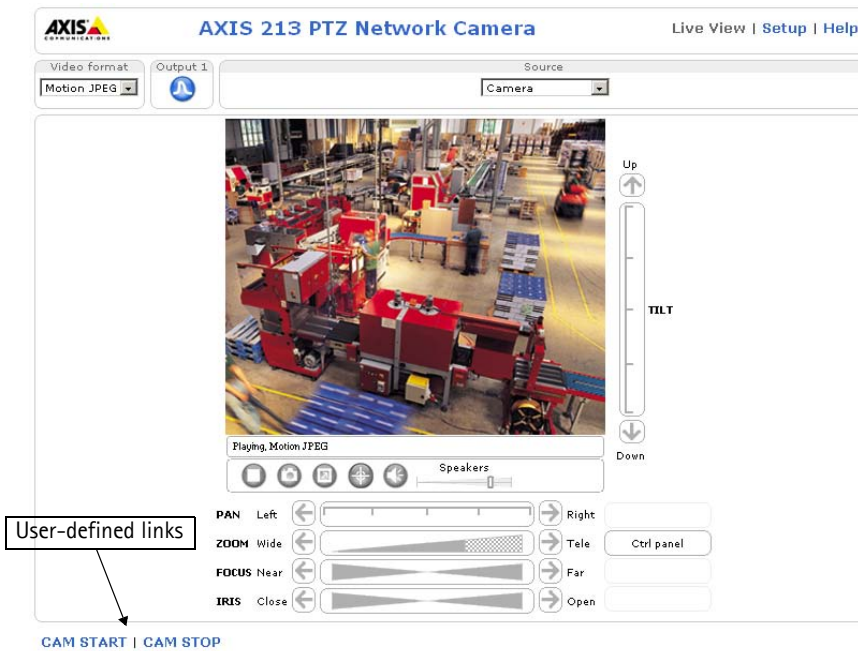 AXIS
COMMUNICATIONS
AXIS 213 PTZ Network Camera
Live View | Setup | Help
Video format
Output 1
Source
Motion JPEG
Camera
Up
TILT
Down
Playing, Motion JPEG
Speakers
PAN Left Right
User-defined links
ZOOM Wide Tele Ctrl panel
FOCUS Near Far
IRIS Close Open
CAM START | CAM STOP